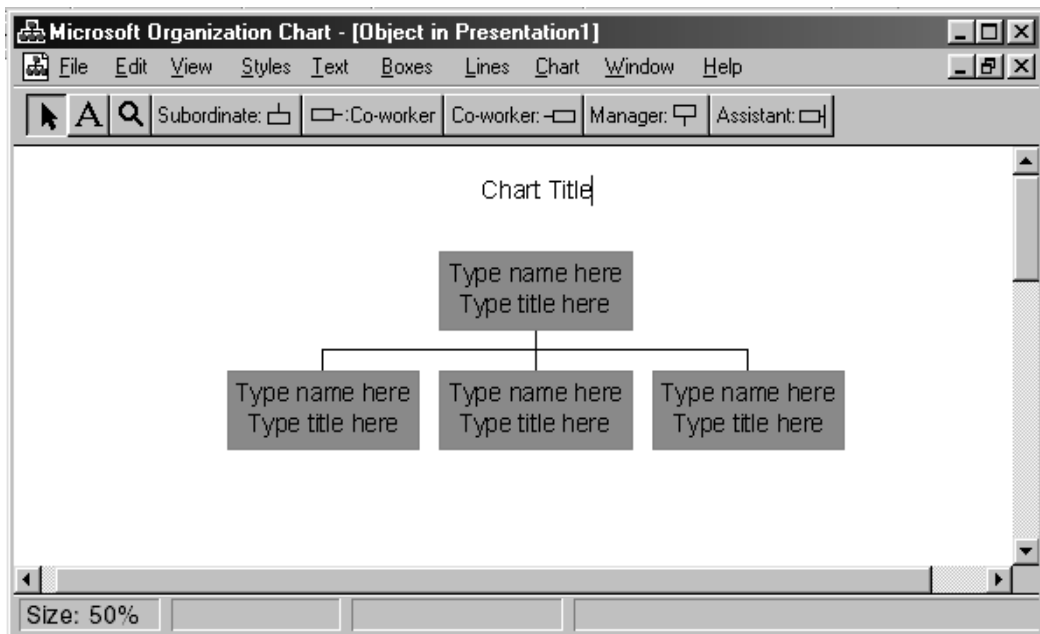 Microsoft Organization Chart - [Object in Presentation1]
File Edit View Styles Text Boxes Lines Chart Window Help
A Subordinate: :Co-worker Co-worker: Manager: Assistant:
Chart Title
Type name here
Type title here
Type name here
Type title here
Type name here
Type title here
Type name here
Type title here
Size: 50%